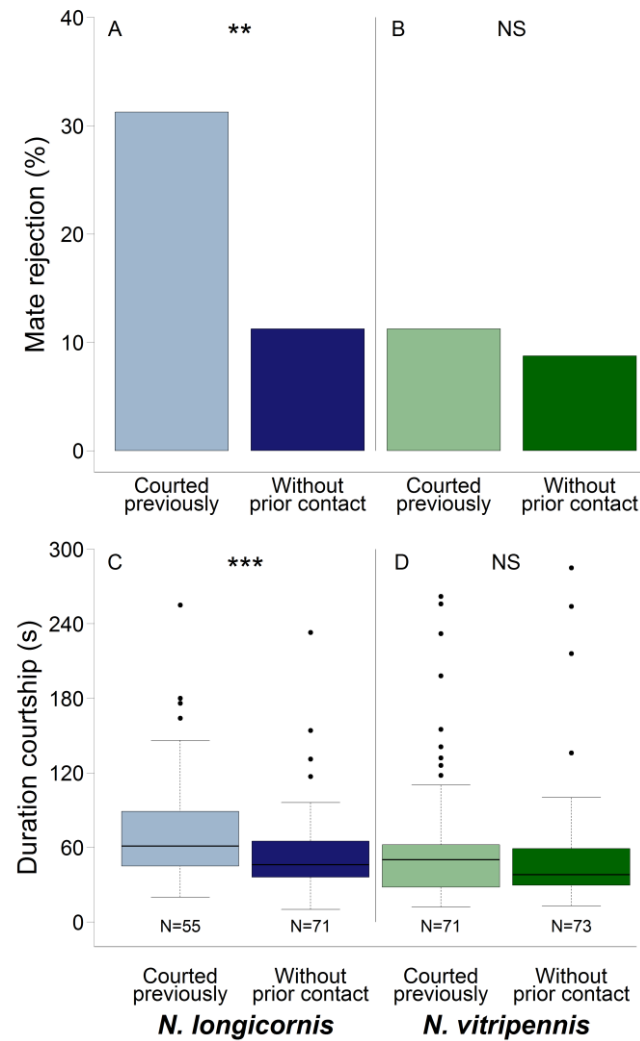 A ** B NS
40
30
20
10
0
Mate rejection (%)
Courted previously
Without prior contact
Courted previously
Without prior contact
C *** D NS
300
240
180
120
60
0
Duration courtship (s)
N=55 N=71 N=71 N=73
Courted previously
Without prior contact
Courted previously
Without prior contact
N. longicornis N. vitripennis